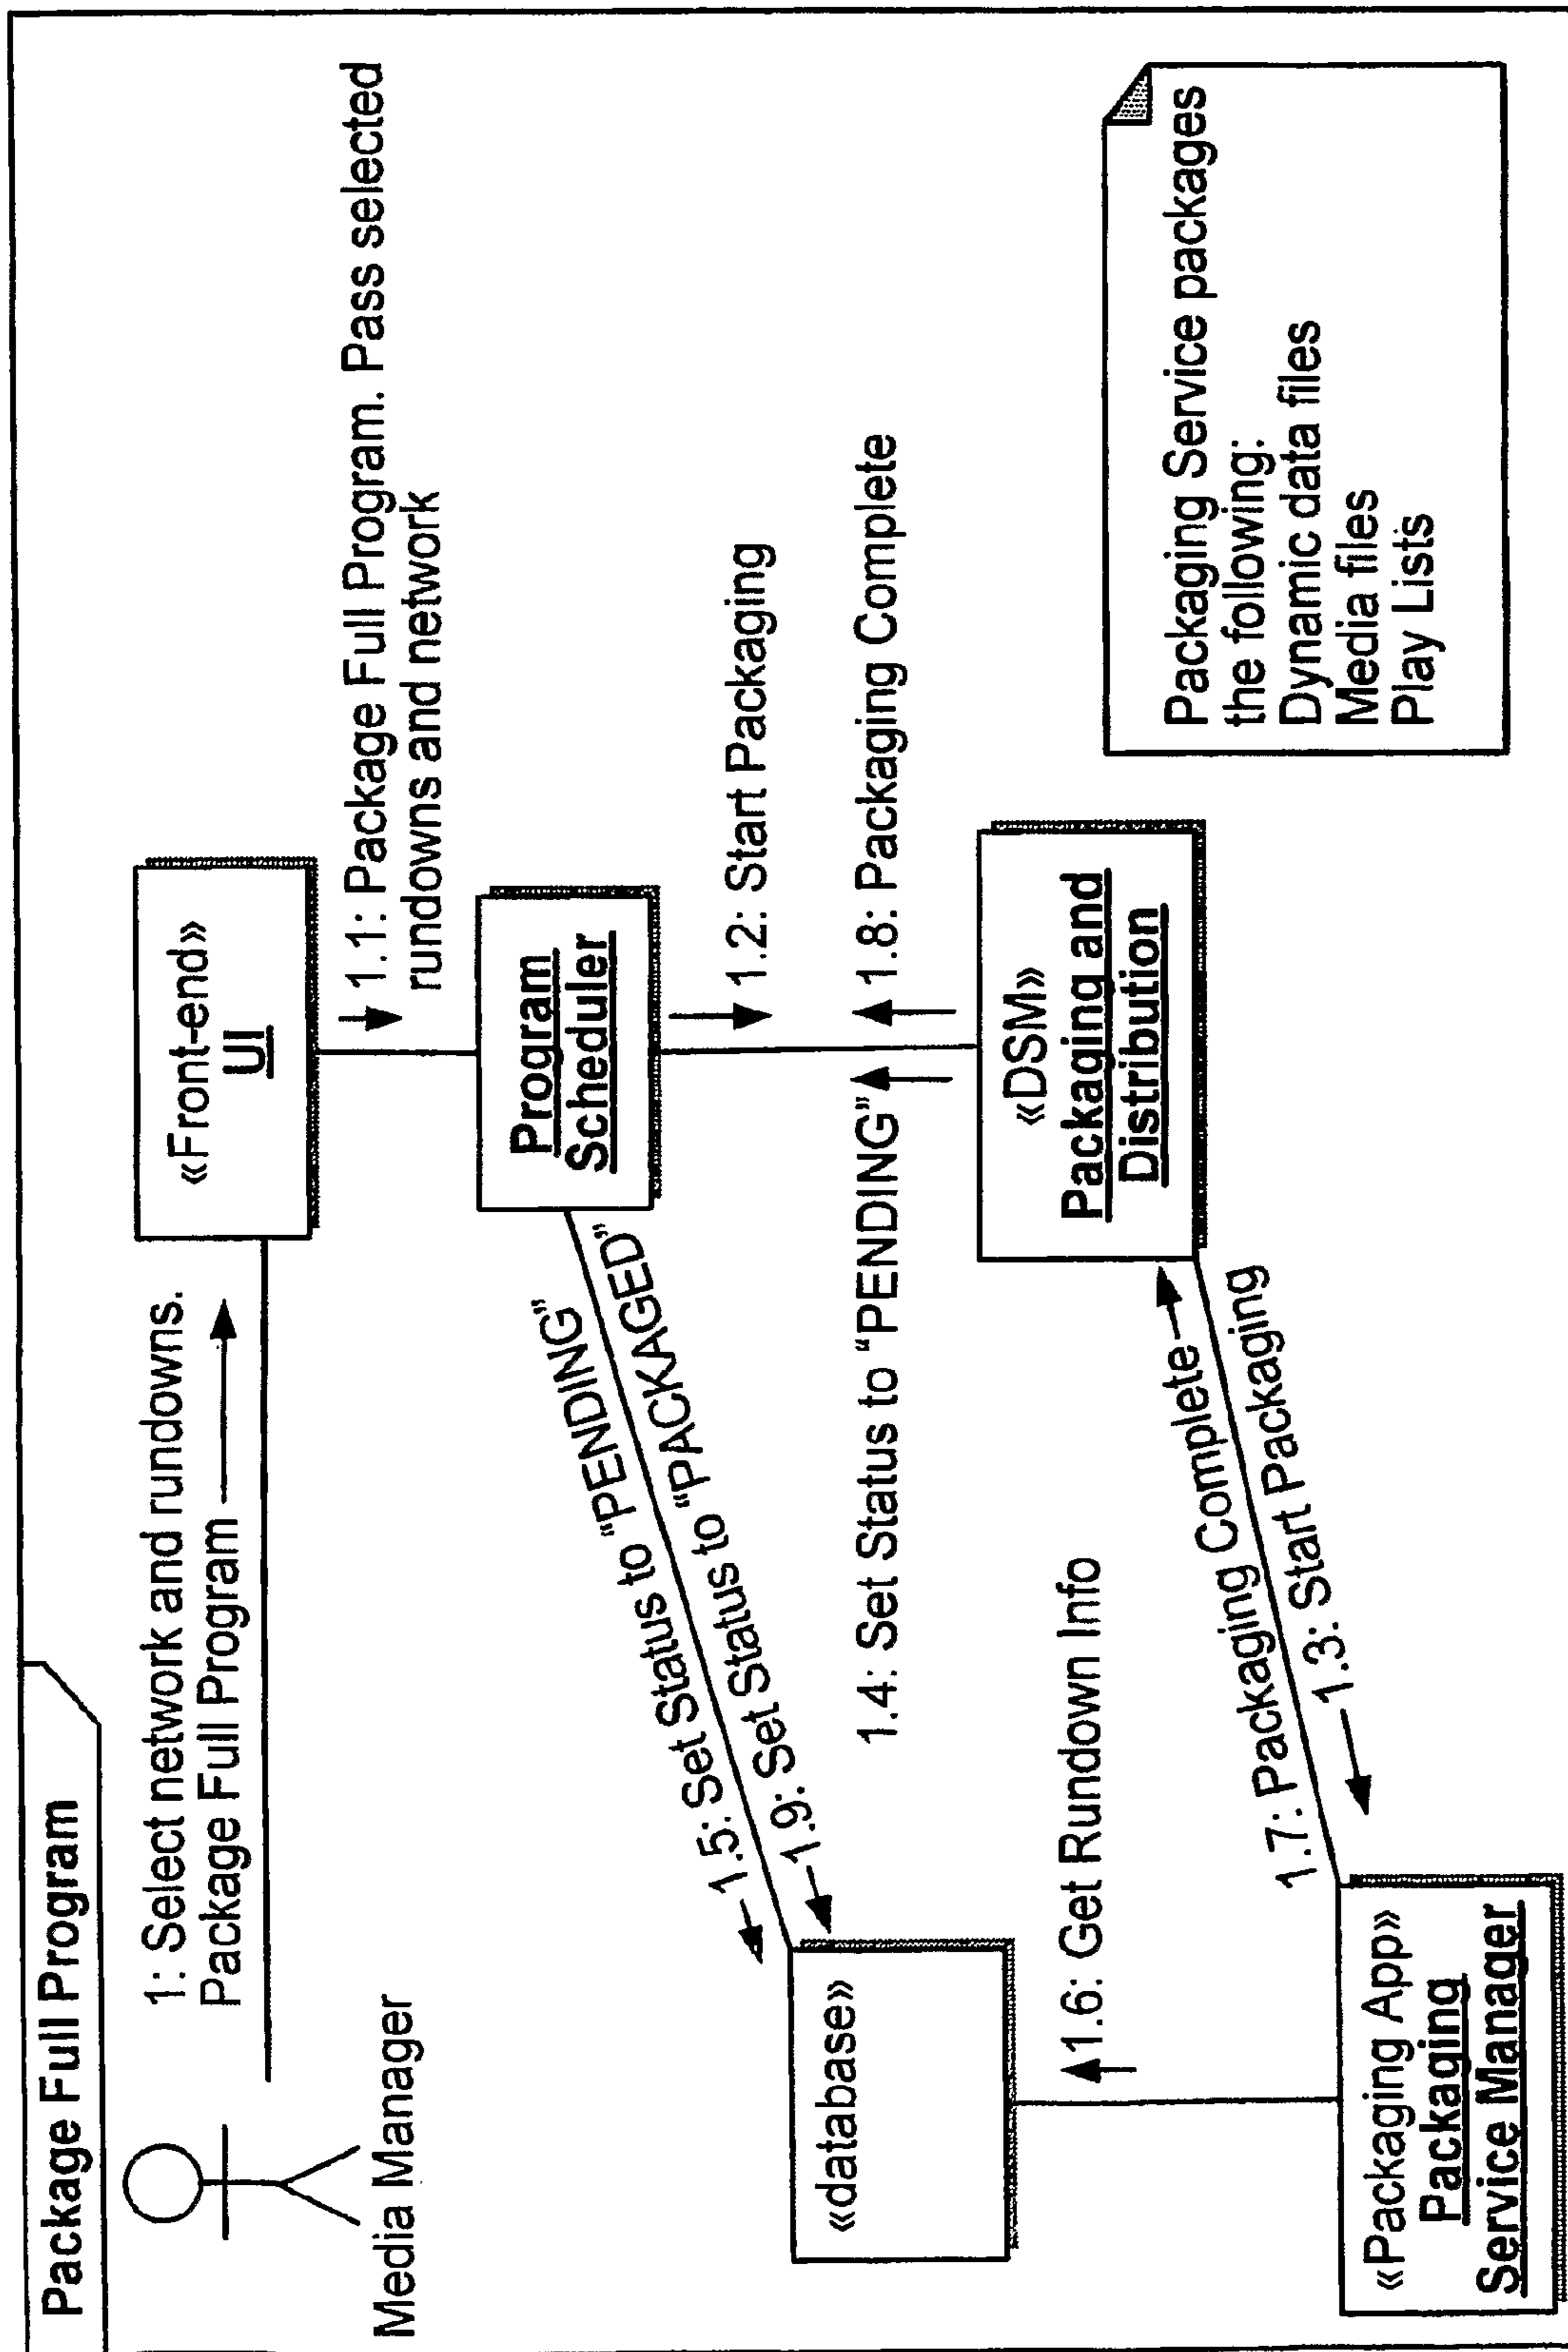 Package Full Program
1: Select network and rundowns.
Package Full Program
Media Manager
«Front-end»
UI
1.1: Package Full Program. Pass selected
rundowns and network
Program
Scheduler
1.5: Set Status to "PENDING"
1.9: Set Status to "PACKAGED"
1.2: Start Packaging
1.4: Set Status to “PENDING”
1.8: Packaging Complete
«database»
«DSM»
Packaging and
Distribution
1.6: Get Rundown Info
1.7: Packaging Complete
1.3: Start Packaging
«Packaging App»
Packaging
Service Manager
Packaging Service packages
the following:
Dynamic data files
Media files
Play Lists